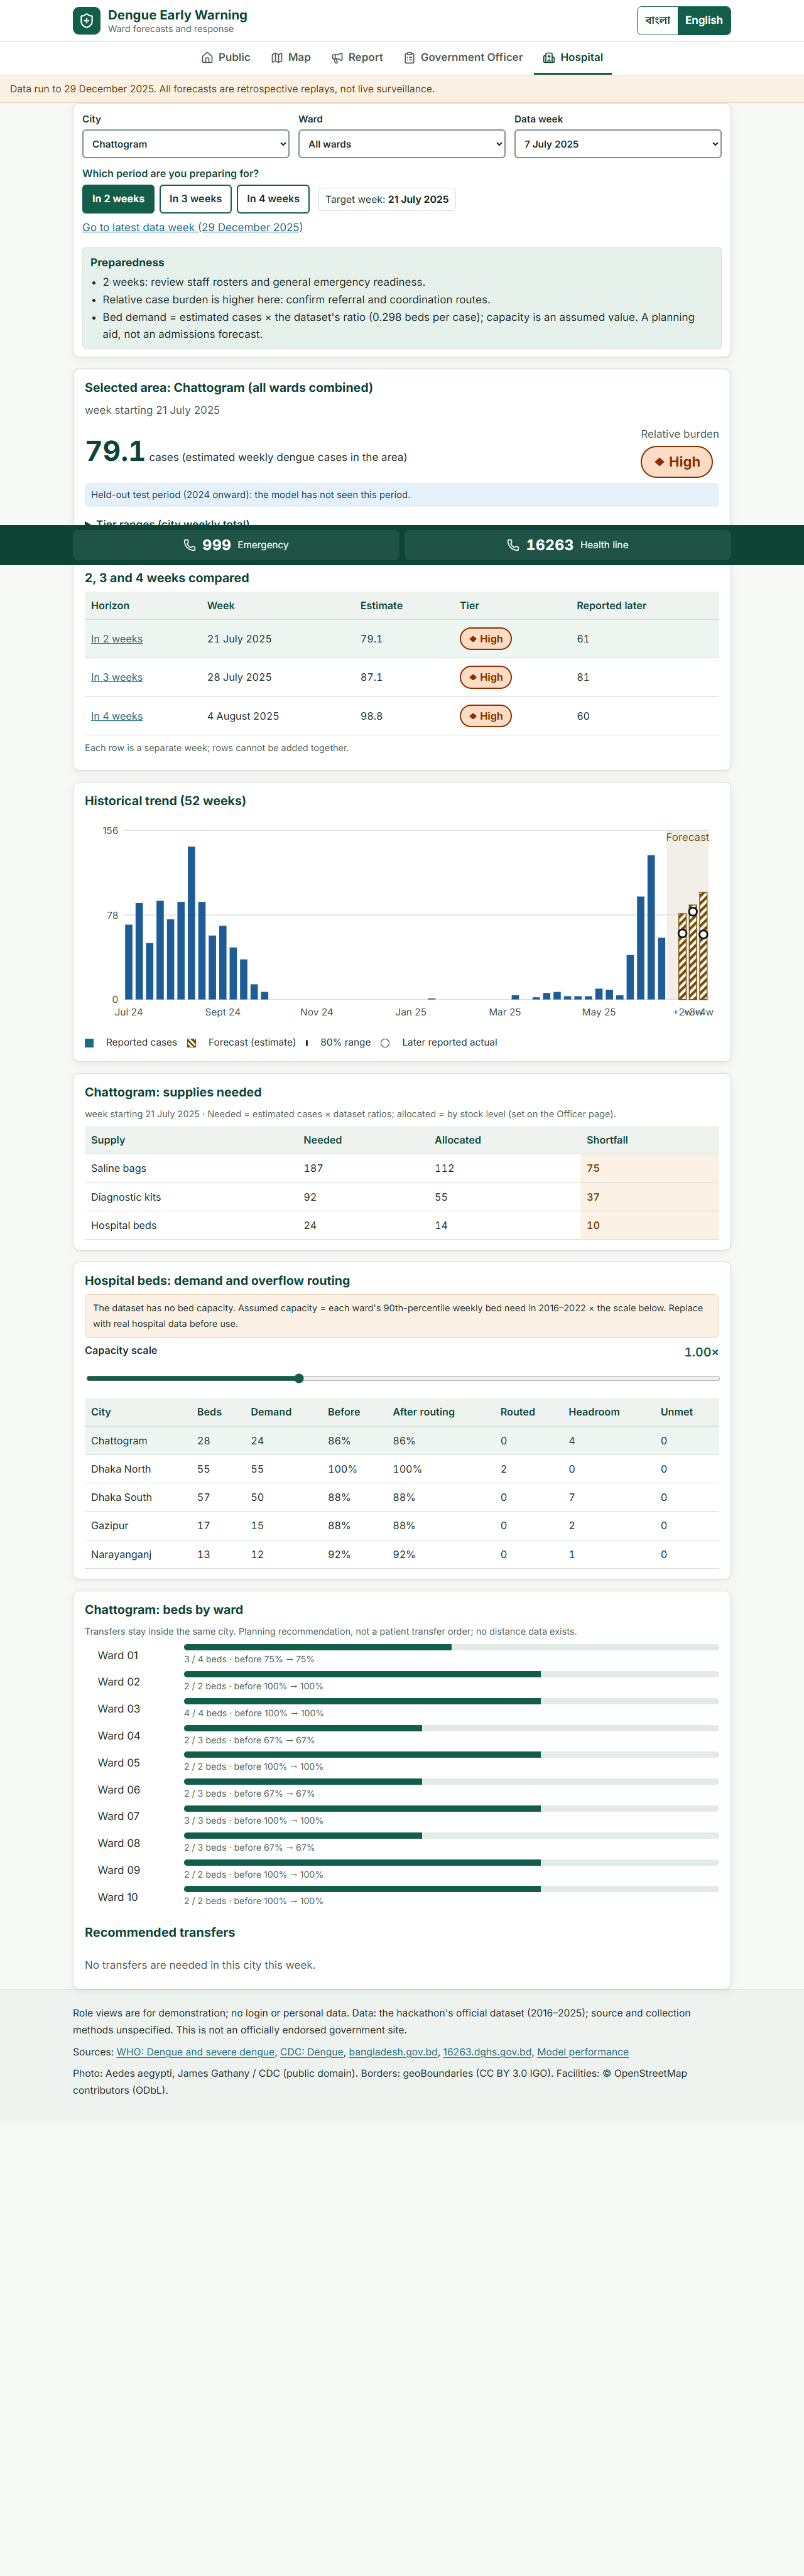 Dengue Early Warning
Ward forecasts and response
বাংলা English
Public Map Report Government Officer Hospital
Data run to 29 December 2025. All forecasts are retrospective replays, not live surveillance.
City Ward Data week
Chattogram All wards 7 July 2025
Which period are you preparing for?
In 2 weeks In 3 weeks In 4 weeks Target week: 21 July 2025
Go to latest data week (29 December 2025)
Preparedness
• 2 weeks: review staff rosters and general emergency readiness.
• Relative case burden is higher here: confirm referral and coordination routes.
• Bed demand = estimated cases × the dataset's ratio (0.298 beds per case); capacity is an assumed value. A planning
aid, not an admissions forecast.
Selected area: Chattogram (all wards combined)
week starting 21 July 2025
Relative burden
79.1 cases (estimated weekly dengue cases in the area)
High
Held-out test period (2024 onward): the model has not seen this period.
Tier ranges (city weekly total)
999 Emergency 16263 Health line
2, 3 and 4 weeks compared
Horizon Week Estimate Tier Reported later
In 2 weeks 21 July 2025 79.1 High 61
In 3 weeks 28 July 2025 87.1 High 81
In 4 weeks 4 August 2025 98.8 High 60
Each row is a separate week; rows cannot be added together.
Historical trend (52 weeks)
156
Forecast
78
0
Jul 24 Sept 24 Nov 24 Jan 25 Mar 25 May 25 +2w +3w +4w
Reported cases Forecast (estimate) 80% range Later reported actual
Chattogram: supplies needed
week starting 21 July 2025 · Needed = estimated cases × dataset ratios; allocated = by stock level (set on the Officer page).
Supply Needed Allocated Shortfall
Saline bags 187 112 75
Diagnostic kits 92 55 37
Hospital beds 24 14 10
Hospital beds: demand and overflow routing
The dataset has no bed capacity. Assumed capacity = each ward's 90th-percentile weekly bed need in 2016–2022 × the scale below. Replace
with real hospital data before use.
Capacity scale 1.00×
City Beds Demand Before After routing Routed Headroom Unmet
Chattogram 28 24 86% 86% 0 4 0
Dhaka North 55 55 100% 100% 2 0 0
Dhaka South 57 50 88% 88% 0 7 0
Gazipur 17 15 88% 88% 0 2 0
Narayanganj 13 12 92% 92% 0 1 0
Chattogram: beds by ward
Transfers stay inside the same city. Planning recommendation, not a patient transfer order; no distance data exists.
Ward 01
3 / 4 beds · before 75% → 75%
Ward 02
2 / 2 beds · before 100% → 100%
Ward 03
4 / 4 beds · before 100% → 100%
Ward 04
2 / 3 beds · before 67% → 67%
Ward 05
2 / 2 beds · before 100% → 100%
Ward 06
2 / 3 beds · before 67% → 67%
Ward 07
3 / 3 beds · before 100% → 100%
Ward 08
2 / 3 beds · before 67% → 67%
Ward 09
2 / 2 beds · before 100% → 100%
Ward 10
2 / 2 beds · before 100% → 100%
Recommended transfers
No transfers are needed in this city this week.
Role views are for demonstration; no login or personal data. Data: the hackathon's official dataset (2016–2025); source and collection
methods unspecified. This is not an officially endorsed government site.
Sources: WHO: Dengue and severe dengue, CDC: Dengue, bangladesh.gov.bd, 16263.dghs.gov.bd, Model performance
Photo: Aedes aegypti, James Gathany / CDC (public domain). Borders: geoBoundaries (CC BY 3.0 IGO). Facilities: © OpenStreetMap
contributors (ODbL).